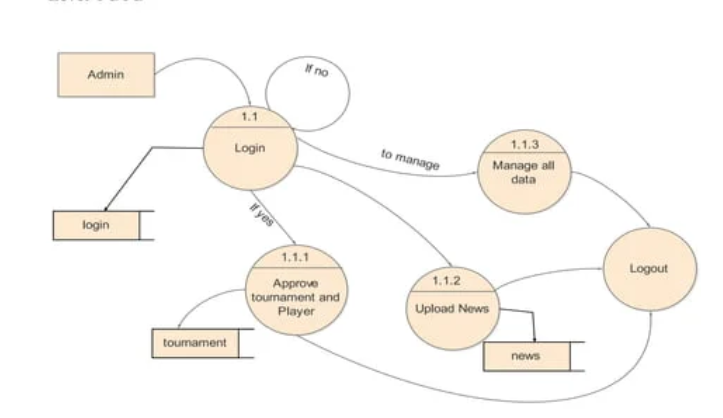 If no
Admin
1.1
Login
1.1.3
to manage
Manage all
data
If yes
login
1.1.1
Logout
1.1.2
Approve
tournament and
Player
Upload News
tournament
news